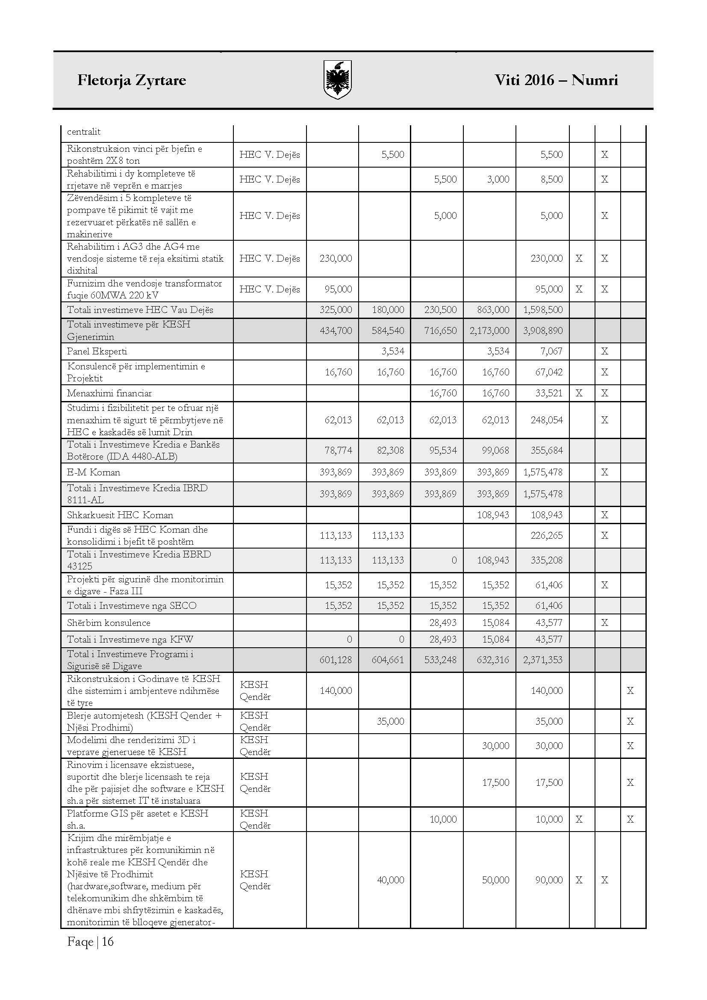 Fletorja Zyrtare Viti 2016 – Numri
centralit
Rikonstruksion vinci për bjefin e
poshtëm 2X8 ton HEC V. Dejës 5,500 5,500 X
Rehabilitimi i dy kompleteve të
rrjetave në veprën e marrjes HEC V. Dejës 5,500 3,000 8,500 X
Zëvendësim i 5 kompleteve të
pompave të pikimit të vajit me
rezervuaret përkatës në sallën e
makinerive HEC V. Dejës 5,000 5,000 X
Rehabilitim i AG3 dhe AG4 me
vendosje sisteme të reja eksitimi statik
dixhital HEC V. Dejës 230,000 230,000 X X
Furnizim dhe vendosje transformator
fuqie 60MWA 220 kV HEC V. Dejës 95,000 95,000 X X
Totali investimeve HEC Vau Dejës 325,000 180,000 230,500 863,000 1,598,500
Totali investimeve për KESH
Gjenerimin 434,700 584,540 716,650 2,173,000 3,908,890
Panel Eksperti 3,534 3,534 7,067 X
Konsulencë për implementimin e
Projektit 16,760 16,760 16,760 16,760 67,042 X
Menaxhimi financiar 16,760 16,760 33,521 X X
Studimi i fizibilitetit per te ofruar një
menaxhim të sigurt të përmbytjeve në
HEC e kaskadës së lumit Drin 62,013 62,013 62,013 62,013 248,054 X
Totali i Investimeve Kredia e Bankës
Botërore (IDA 4480-ALB) 78,774 82,308 95,534 99,068 355,684
E-M Koman 393,869 393,869 393,869 393,869 1,575,478 X
Totali i Investimeve Kredia IBRD
8111-AL 393,869 393,869 393,869 393,869 1,575,478
Shkarkuesit HEC Koman 108,943 108,943 X
Fundi i digës së HEC Koman dhe
konsolidimi i bjefit të poshtëm 113,133 113,133 226,265 X
Totali i Investimeve Kredia EBRD
43125 113,133 113,133 0 108,943 335,208
Projekti për sigurinë dhe monitorimin
e digave - Faza III 15,352 15,352 15,352 15,352 61,406 X
Totali i Investimeve nga SECO 15,352 15,352 15,352 15,352 61,406
Shërbim konsulence 28,493 15,084 43,577 X
Totali i Investimeve nga KFW 0 0 28,493 15,084 43,577
Total i Investimeve Programi i
Sigurisë së Digave 601,128 604,661 533,248 632,316 2,371,353
Rikonstruksion i Godinave të KESH
dhe sistemim i ambjenteve ndihmëse
të tyre KESH Qendër 140,000 140,000 X
Blerje automjetesh (KESH Qender +
Njësi Prodhimi) KESH Qendër 35,000 35,000 X
Modelimi dhe renderizimi 3D i
veprave gjeneruese të KESH KESH Qendër 30,000 30,000 X
Rinovim i licensave ekzistuese,
suportit dhe blerje licensash te reja
dhe për pajisjet dhe software e KESH
sh.a për sistemet IT të instaluara KESH Qendër 17,500 17,500 X
Platforme GIS për asetet e KESH
sh.a. KESH Qendër 10,000 10,000 X X
Krijim dhe mirëmbjatje e
infrastruktures për komunikimin në
kohë reale me KESH Qendër dhe
Njësive të Prodhimit
(hardware,software, medium për
telekomunikim dhe shkëmbim të
dhënave mbi shfrytëzimin e kaskadës,
monitorimin të blloqeve gjenerator- KESH Qendër 40,000 50,000 90,000 X X
Faqe|16